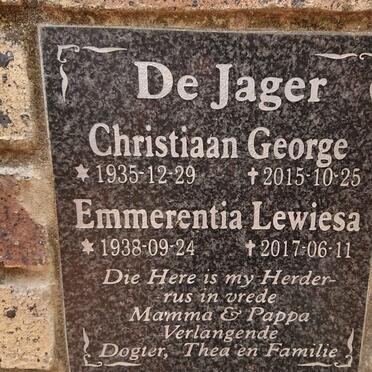 De Jager
Christiaan George
*1935-12-29 †2015-10-25
Emmerentia Lewiesa
*1938-09-24 †2017-06-11
Die Here is my Herder-
rus in vrede
Mamma & Pappa
Verlangende
Dogter, Thea en Familie